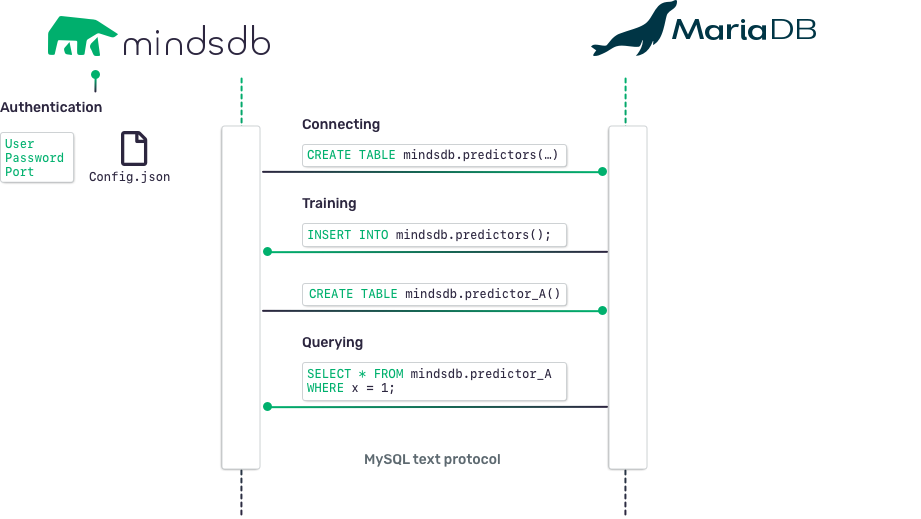 mindsdb
MariaDB
Authentication
User
Password
Port
Config.json
Connecting
CREATE TABLE mindsdb.predictors(…)
Training
INSERT INTO mindsdb.predictors();
CREATE TABLE mindsdb.predictor_A()
Querying
SELECT * FROM mindsdb.predictor_A
WHERE x = 1;
MySQL text protocol